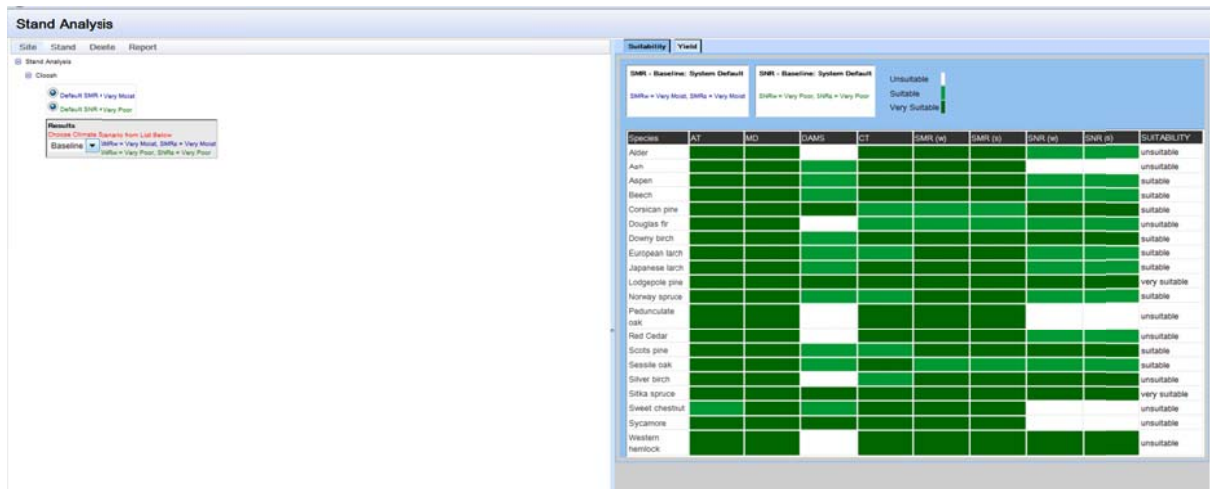 Stand Analysis
Site Stand Delete Report
Stand Analysis
Cloosh
Default SMR • Very Moist
Default SNR • Very Poor
Results
Choose Climate Scenario from List Below
Baseline
SMRw = Very Moist, SMRs = Very Moist
SNRw = Very Poor, SNRs = Very Poor
Suitability Yield
SMR - Baseline: System Default
SMRw = Very Moist, SMRs = Very Moist
SNR - Baseline: System Default
SNRw = Very Poor, SNRs = Very Poor
Unsuitable
Suitable
Very Suitable
Species AT MD DAMS CT SMR (w) SMR (s) SNR (w) SNR (s) SUITABILITY
Alder unsuitable
Ash unsuitable
Aspen suitable
Beech suitable
Corsican pine suitable
Douglas fir unsuitable
Downy birch suitable
European larch suitable
Japanese larch suitable
Lodgepole pine very suitable
Norway spruce suitable
Pedunculate
oak unsuitable
Red Cedar unsuitable
Scots pine suitable
Sessile oak suitable
Silver birch unsuitable
Sitka spruce very suitable
Sweet chestnut unsuitable
Sycamore unsuitable
Western
hemlock unsuitable